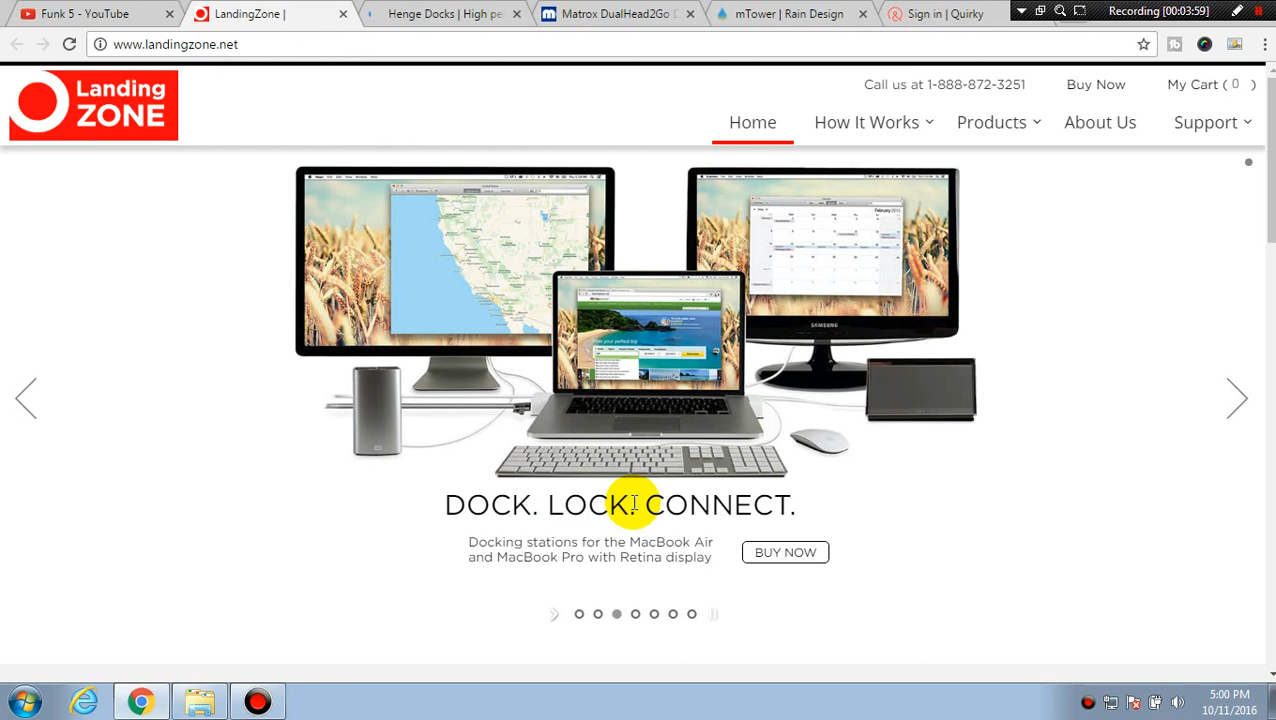 Funk 5 - YouTube
LandingZone |
Henge Docks | High pe
Matrox DualHead2Go D
mTower | Rain Design
Sign in | Quirky
Recording [00:03:59]
www.landingzone.net
Landing
ZONE
Call us at 1-888-872-3251
Buy Now
My Cart ( 0 )
Home
How It Works
Products
About Us
Support
February 2013
SAMSUNG
DOCK. LOCK. CONNECT.
Docking stations for the MacBook Air
and MacBook Pro with Retina display
BUY NOW
5:00 PM
10/11/2016